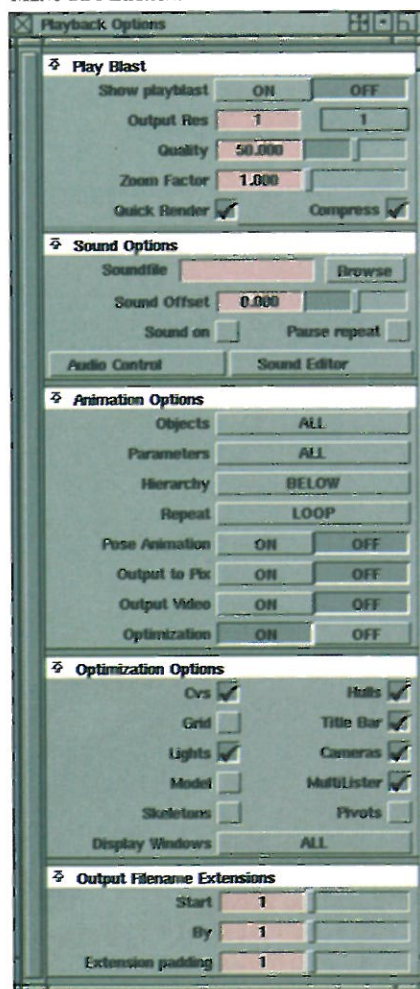 Playback Options
Play Blast
Show playblast ON OFF
Output Res 1 1
Quality 50.000
Zoom Factor 1.000
Quick Render Compress
Sound Options
Soundfile Browse
Sound Offset 0.000
Sound on Pause repeat
Audio Control Sound Editor
Animation Options
Objects ALL
Parameters ALL
Hierarchy BELOW
Repeat LOOP
Pose Animation ON OFF
Output to Pix ON OFF
Output Video ON OFF
Optimization ON OFF
Optimization Options
Cvs Hulls
Grid Title Bar
Lights Cameras
Model MultiLister
Skeletons Pivots
Display Windows ALL
Output Filename Extensions
Start 1
By 1
Extension padding 1